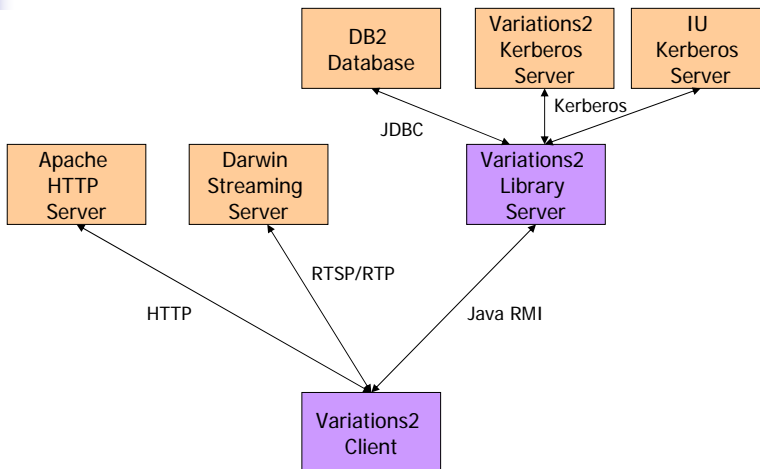 DB2
Database
Variations2
Kerberos
Server
IU
Kerberos
Server
Kerberos
JDBC
Apache
HTTP
Server
Darwin
Streaming
Server
Variations2
Library
Server
RTSP/RTP
HTTP
Java RMI
Variations2
Client